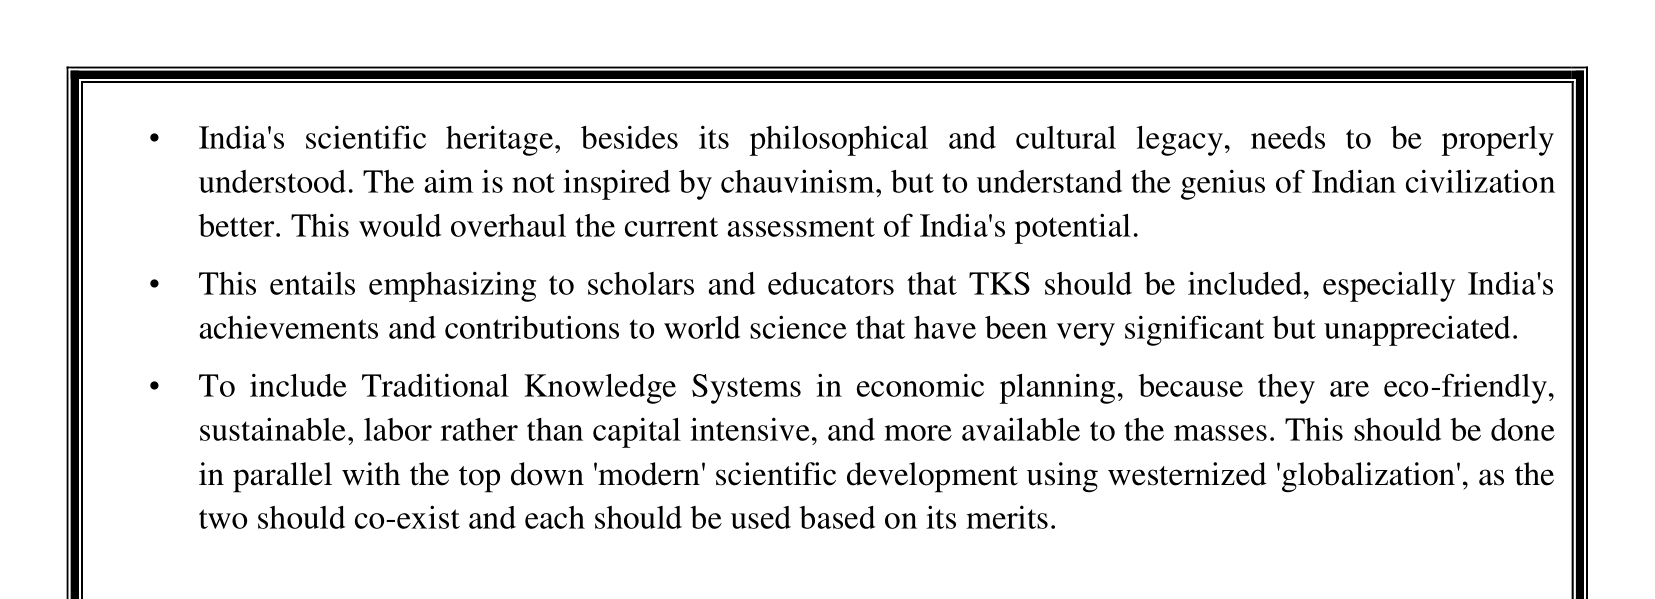 • India's scientific heritage, besides its philosophical and cultural legacy, needs to be properly
understood. The aim is not inspired by chauvinism, but to understand the genius of Indian civilization
better. This would overhaul the current assessment of India's potential.
• This entails emphasizing to scholars and educators that TKS should be included, especially India's
achievements and contributions to world science that have been very significant but unappreciated.
• To include Traditional Knowledge Systems in economic planning, because they are eco-friendly,
sustainable, labor rather than capital intensive, and more available to the masses. This should be done
in parallel with the top down 'modern' scientific development using westernized 'globalization', as the
two should co-exist and each should be used based on its merits.